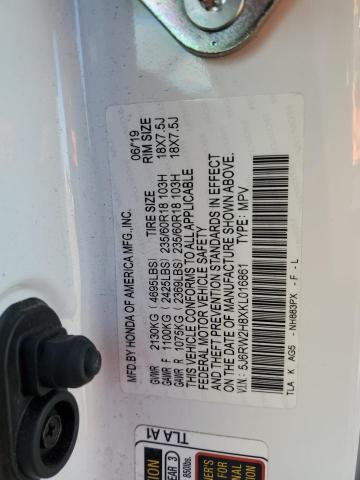 MFD.BY HONDA OF AMERICA MFG.,INC. 06/'19
TIRE SIZE RIM SIZE
GVWR 2130KG (4695LBS)
GAWR F 1100KG (2425LBS) 235/60R18 103H 18X7.5J
GAWR R 1075KG (2369LBS) 235/60R18 103H 18X7.5J
THIS VEHICLE CONFORMS TO ALL APPLICABLE
FEDERAL MOTOR VEHICLE SAFETY
AND THEFT PREVENTION STANDARDS IN EFFECT
ON THE DATE OF MANUFACTURE SHOWN ABOVE.
V.I.N: 5J6RW2H8XKL016861 TYPE: MPV
TLA K AG5 - NH883PX - F - L
TLA A1
EAR 3
850lbs.